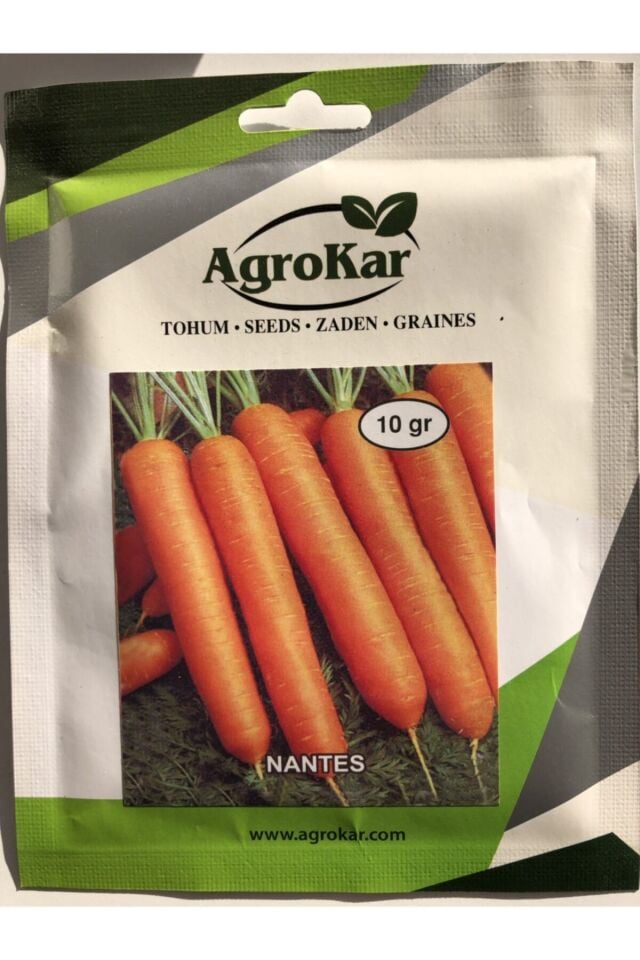 AgroKar
TOHUM • SEEDS • ZADEN • GRAINES
10 gr
NANTES
www.agrokar.com